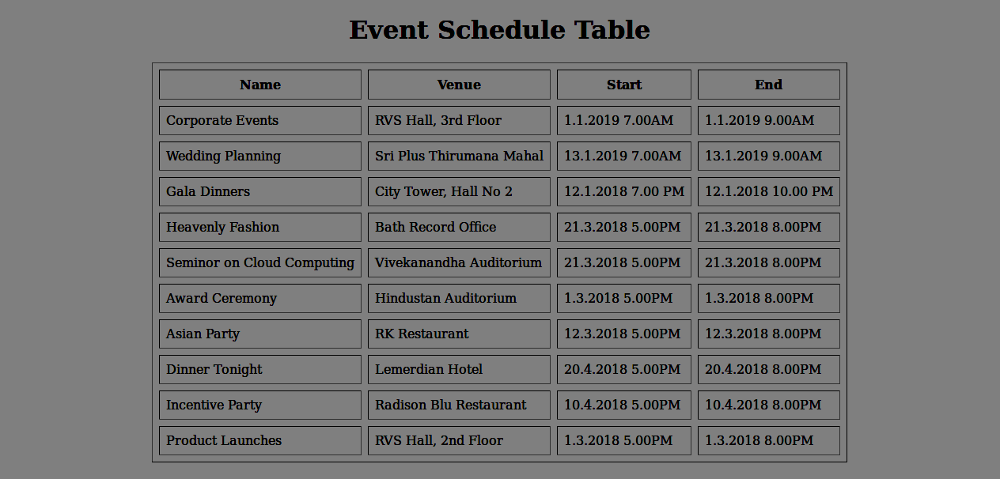 Event Schedule Table
Name Venue Start End
Corporate Events RVS Hall, 3rd Floor 1.1.2019 7.00AM 1.1.2019 9.00AM
Wedding Planning Sri Plus Thirumana Mahal 13.1.2019 7.00AM 13.1.2019 9.00AM
Gala Dinners City Tower, Hall No 2 12.1.2018 7.00 PM 12.1.2018 10.00 PM
Heavenly Fashion Bath Record Office 21.3.2018 5.00PM 21.3.2018 8.00PM
Seminor on Cloud Computing Vivekanandha Auditorium 21.3.2018 5.00PM 21.3.2018 8.00PM
Award Ceremony Hindustan Auditorium 1.3.2018 5.00PM 1.3.2018 8.00PM
Asian Party RK Restaurant 12.3.2018 5.00PM 12.3.2018 8.00PM
Dinner Tonight Lemerdian Hotel 20.4.2018 5.00PM 20.4.2018 8.00PM
Incentive Party Radison Blu Restaurant 10.4.2018 5.00PM 10.4.2018 8.00PM
Product Launches RVS Hall, 2nd Floor 1.3.2018 5.00PM 1.3.2018 8.00PM